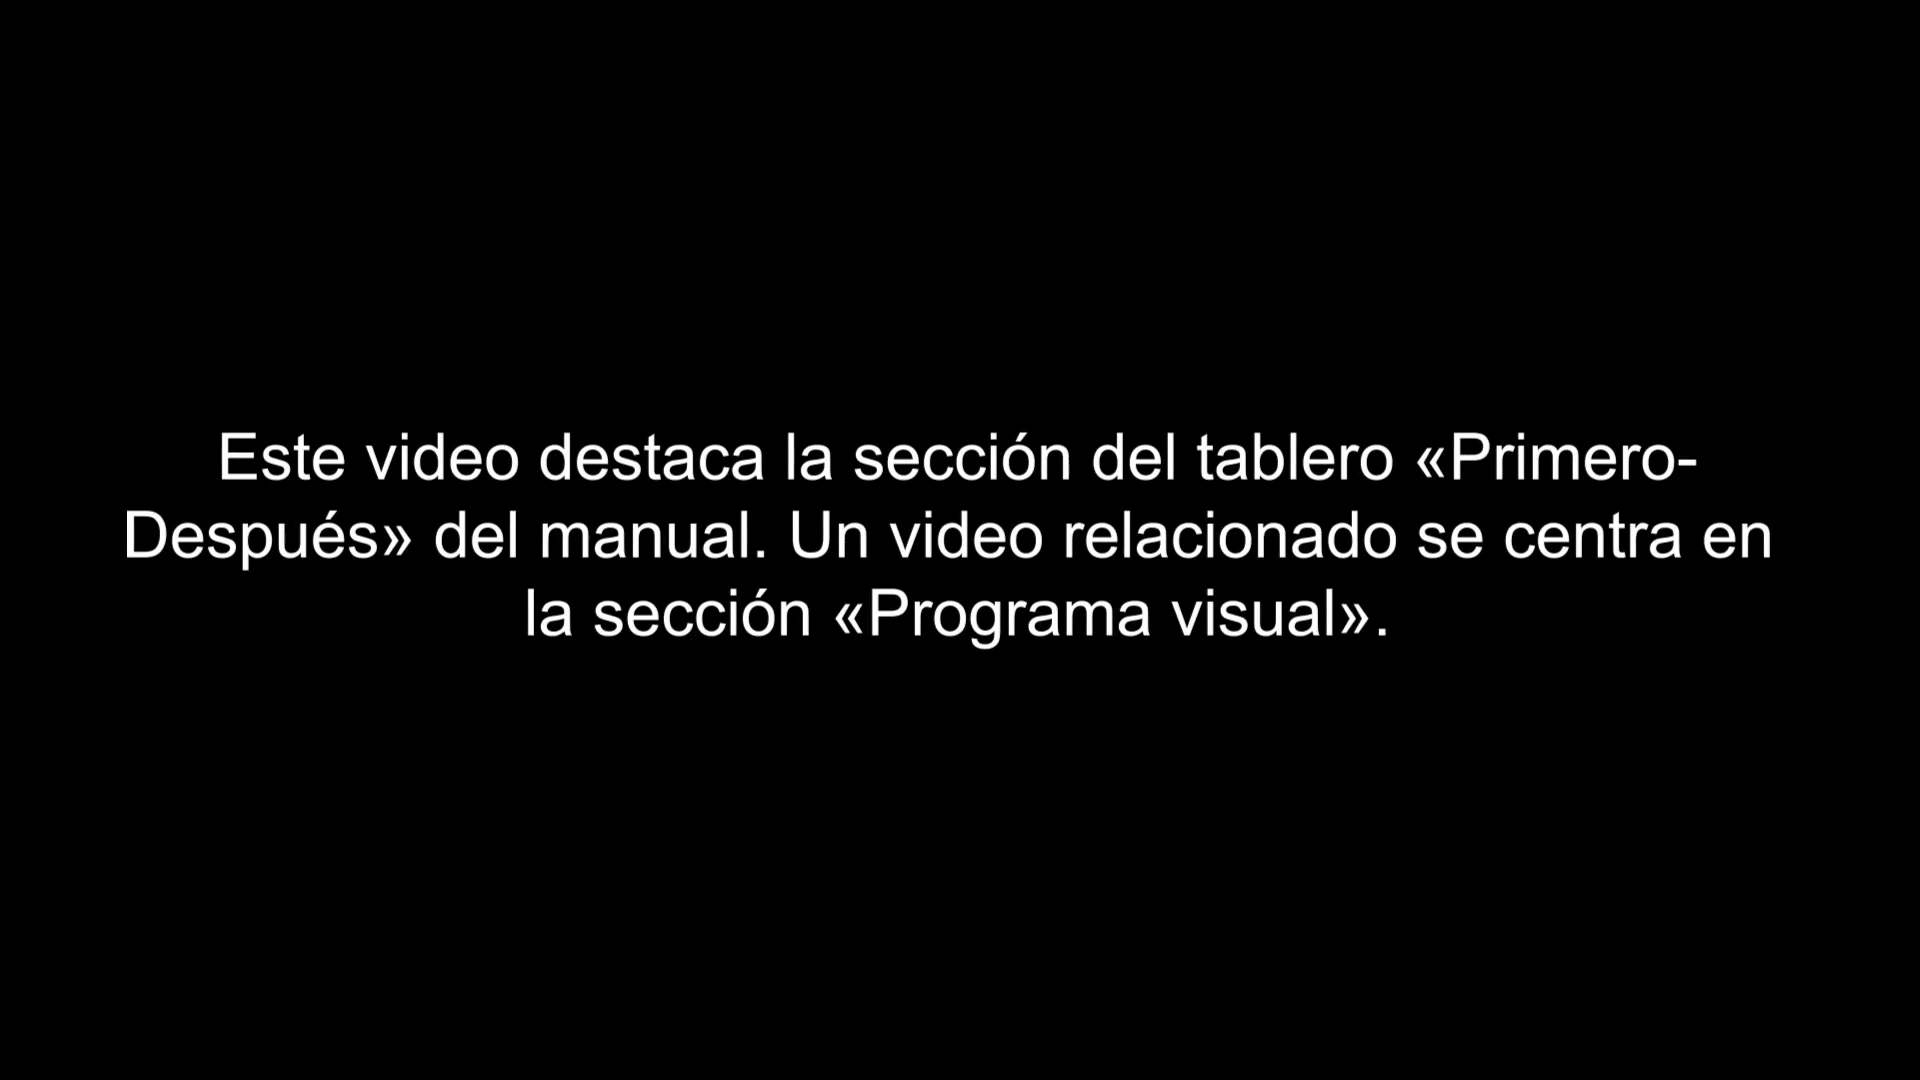 Este video destaca la sección del tablero «Primero-
Después» del manual. Un video relacionado se centra en
la sección «Programa visual».